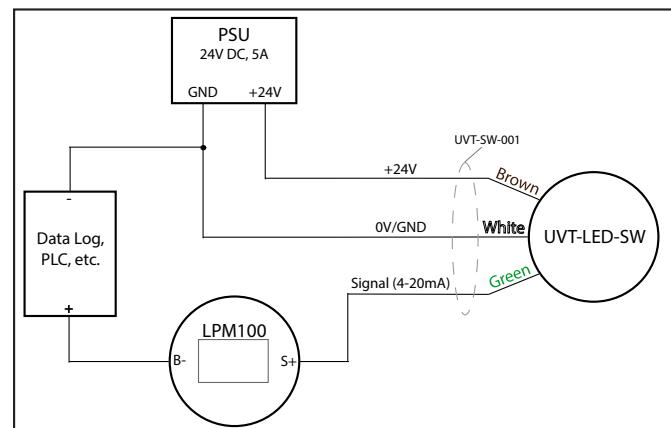 PSU
24V DC, 5A
GND +24V
UVT-SW-001
+24V
Brown
-
Data Log,
PLC, etc.
+
0V/GND
White
UVT-LED-SW
Signal (4-20mA)
Green
LPM100
B-
S+